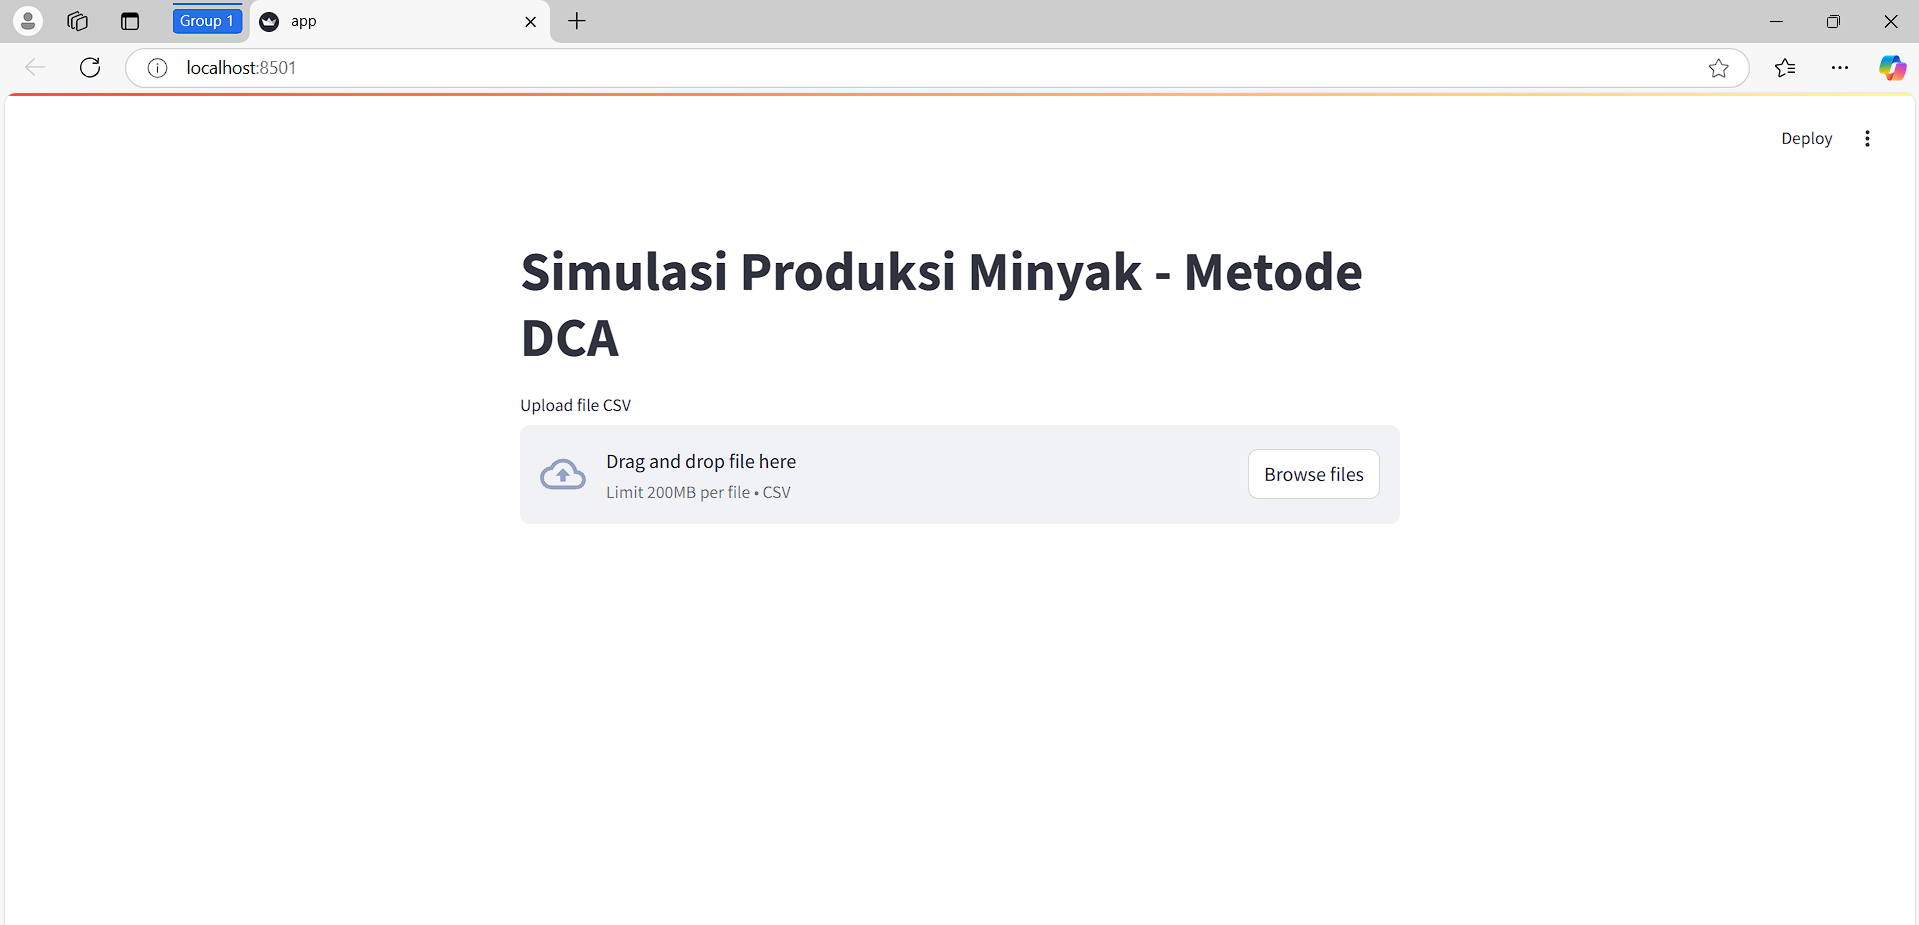 Group 1
app
localhost:8501
Deploy
Simulasi Produksi Minyak - Metode
DCA
Upload file CSV
Drag and drop file here
Limit 200MB per file • CSV
Browse files